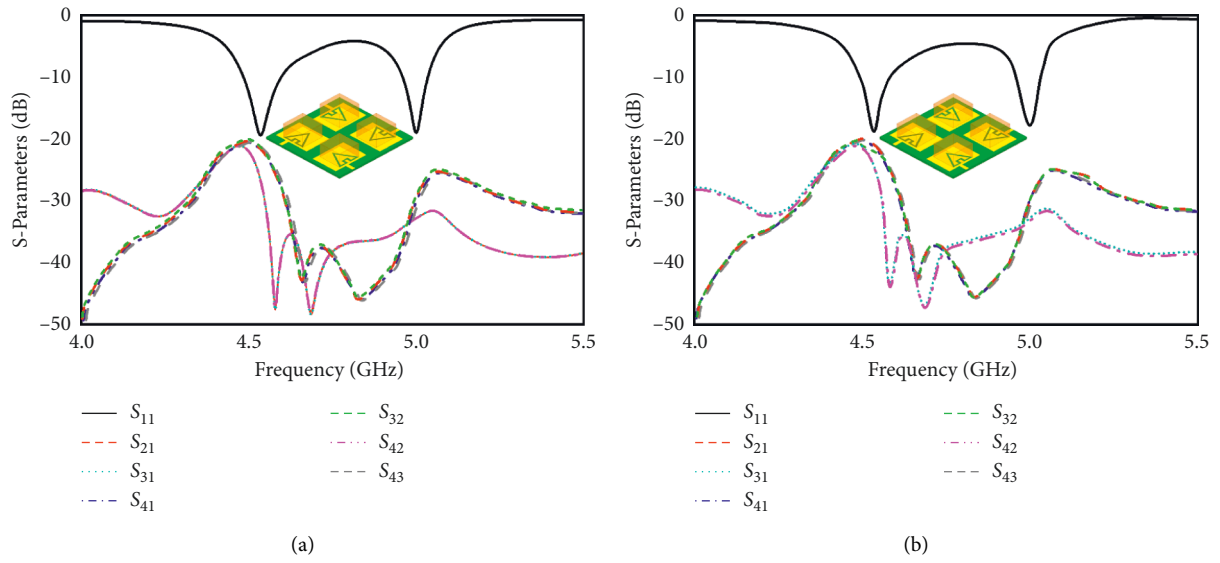 S-Parameters (dB)
0
–10
–20
–30
–40
–50
4.0 4.5 5.0 5.5
Frequency (GHz)
S11
S21
S31
S41
S32
S42
S43
(a)
S-Parameters (dB)
0
–10
–20
–30
–40
–50
4.0 4.5 5.0 5.5
Frequency (GHz)
S11
S21
S31
S41
S32
S42
S43
(b)